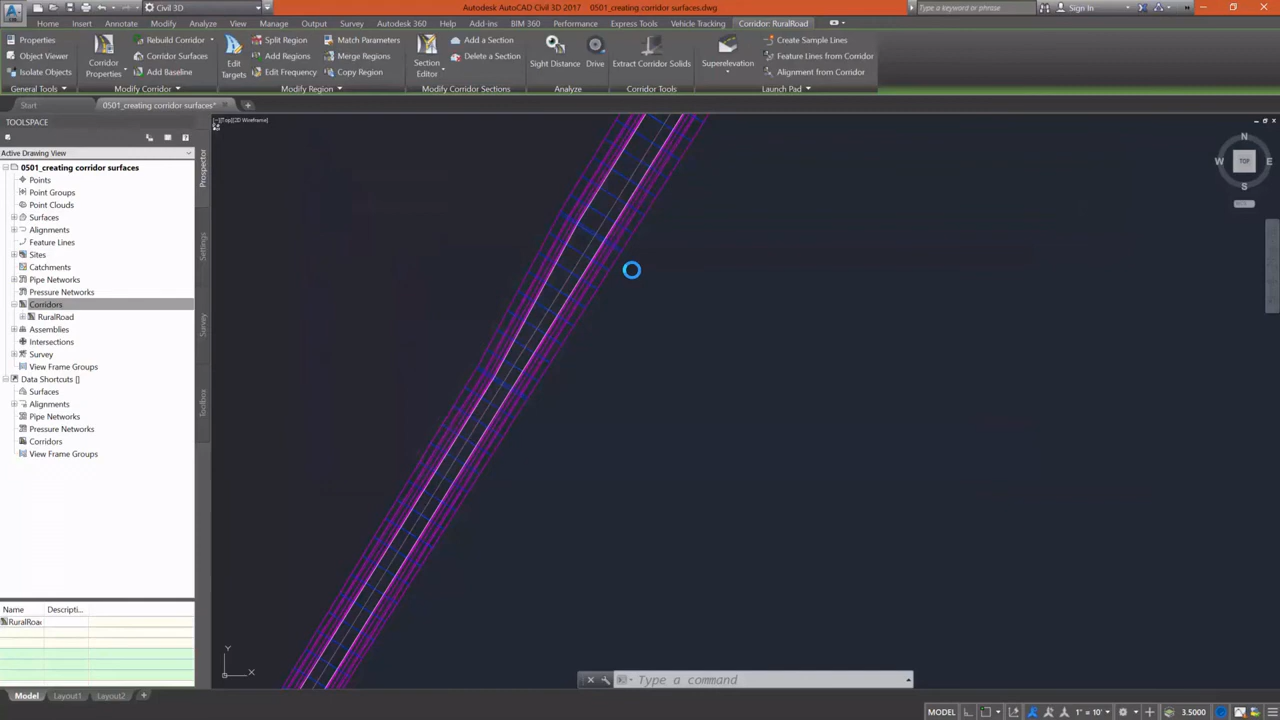 Civil 3D
Autodesk AutoCAD Civil 3D 2017 0501_creating corridor surfaces.dwg
Type a keyword or phrase
Sign In
Home Insert Annotate Modify Analyze View Manage Output Survey Autodesk 360 Help Add-ins BIM 360 Performance Express Tools Vehicle Tracking Corridor: RuralRoad
Properties
Object Viewer
Isolate Objects
General Tools
Corridor Properties
Rebuild Corridor
Corridor Surfaces
Add Baseline
Modify Corridor
Edit Targets
Split Region
Add Regions
Edit Frequency
Match Parameters
Merge Regions
Copy Region
Modify Region
Section Editor
Add a Section
Delete a Section
Modify Corridor Sections
Sight Distance
Drive
Analyze
Extract Corridor Solids
Corridor Tools
Superelevation
Create Sample Lines
Feature Lines from Corridor
Alignment from Corridor
Launch Pad
Start
0501_creating corridor surfaces*
TOOLSPACE
Active Drawing View
0501_creating corridor surfaces
Points
Point Groups
Point Clouds
Surfaces
Alignments
Feature Lines
Sites
Catchments
Pipe Networks
Pressure Networks
Corridors
RuralRoad
Assemblies
Intersections
Survey
View Frame Groups
Data Shortcuts []
Surfaces
Alignments
Pipe Networks
Pressure Networks
Corridors
View Frame Groups
Prospector
Settings
Survey
Toolbox
Name Descripti...
RuralRoa
[-][Top][2D Wireframe]
N
W TOP E
S
Y
X
Type a command
Model Layout1 Layout2
MODEL 1" = 10' 3.5000